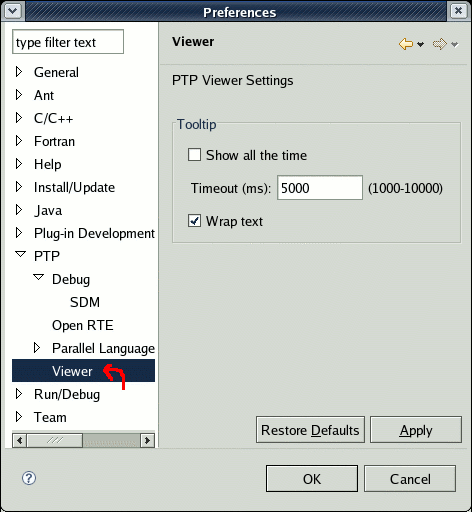 Preferences
type filter text
General
Ant
C/C++
Fortran
Help
Install/Update
Java
Plug-in Development
PTP
Debug
SDM
Open RTE
Parallel Language
Viewer
Run/Debug
Team
Viewer
PTP Viewer Settings
Tooltip
Show all the time
Timeout (ms): 5000 (1000-10000)
Wrap text
Restore Defaults Apply
? OK Cancel